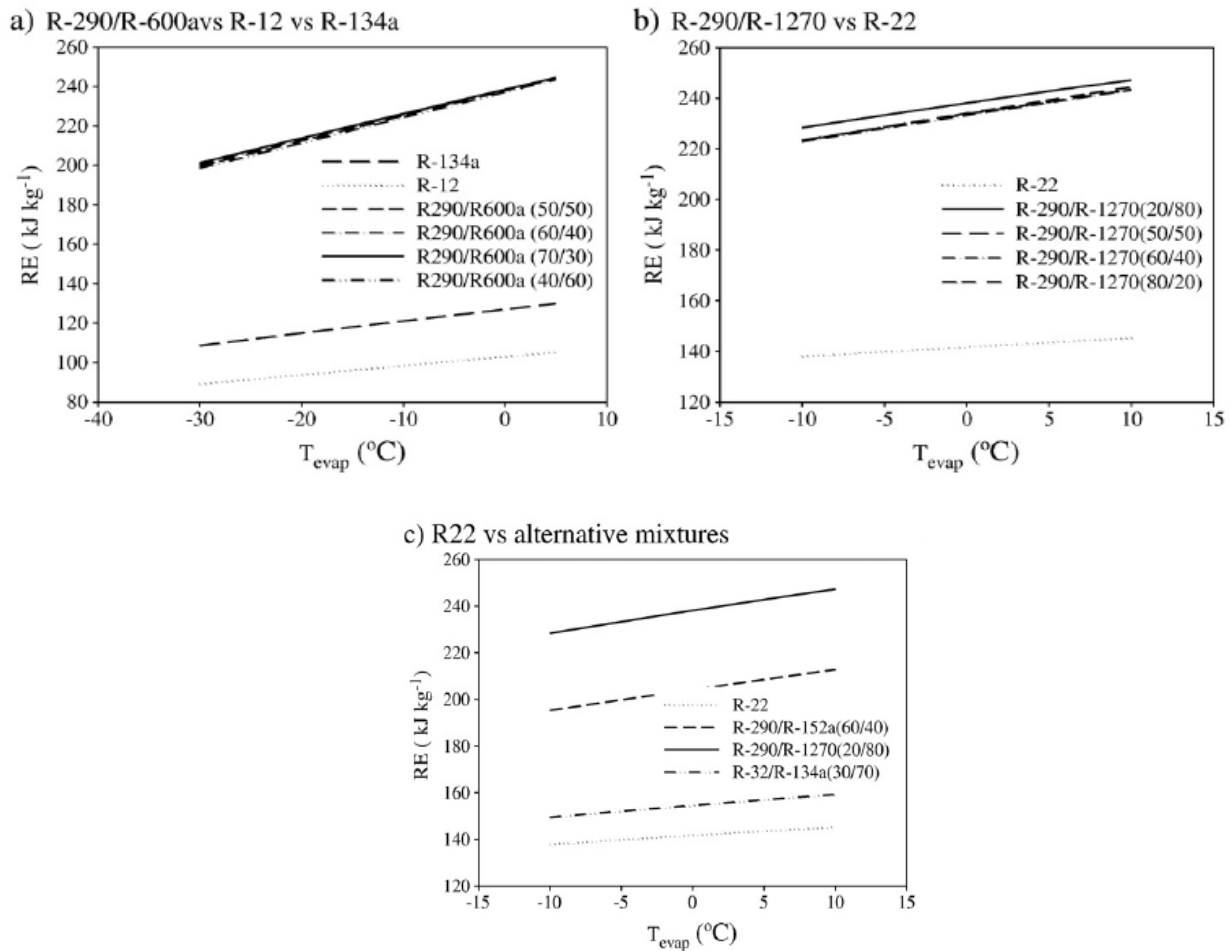 a) R-290/R-600avs R-12 vs R-134a
260
240
220
200
180
160
140
120
100
80
RE ( kJ kg-1)
R-134a
R-12
R290/R600a (50/50)
R290/R600a (60/40)
R290/R600a (70/30)
R290/R600a (40/60)
-40
-30
-20
-10
0
10
Tevap (ºC)
b) R-290/R-1270 vs R-22
260
240
220
200
180
160
140
120
RE ( kJ kg-1)
R-22
R-290/R-1270(20/80)
R-290/R-1270(50/50)
R-290/R-1270(60/40)
R-290/R-1270(80/20)
-15
-10
-5
0
5
10
15
Tevap (ºC)
c) R22 vs alternative mixtures
260
240
220
200
180
160
140
120
RE ( kJ kg-1)
R-22
R-290/R-152a(60/40)
R-290/R-1270(20/80)
R-32/R-134a(30/70)
-15
-10
-5
0
5
10
15
Tevap (ºC)